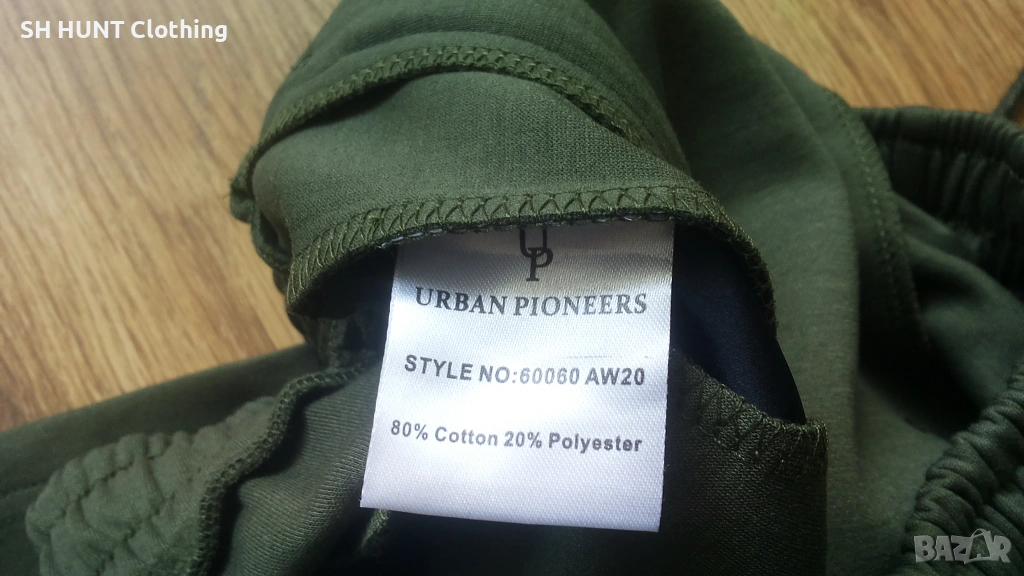 SH HUNT Clothing
UP
URBAN PIONEERS
STYLE NO:60060 AW20
80% Cotton 20% Polyester
BAZAR